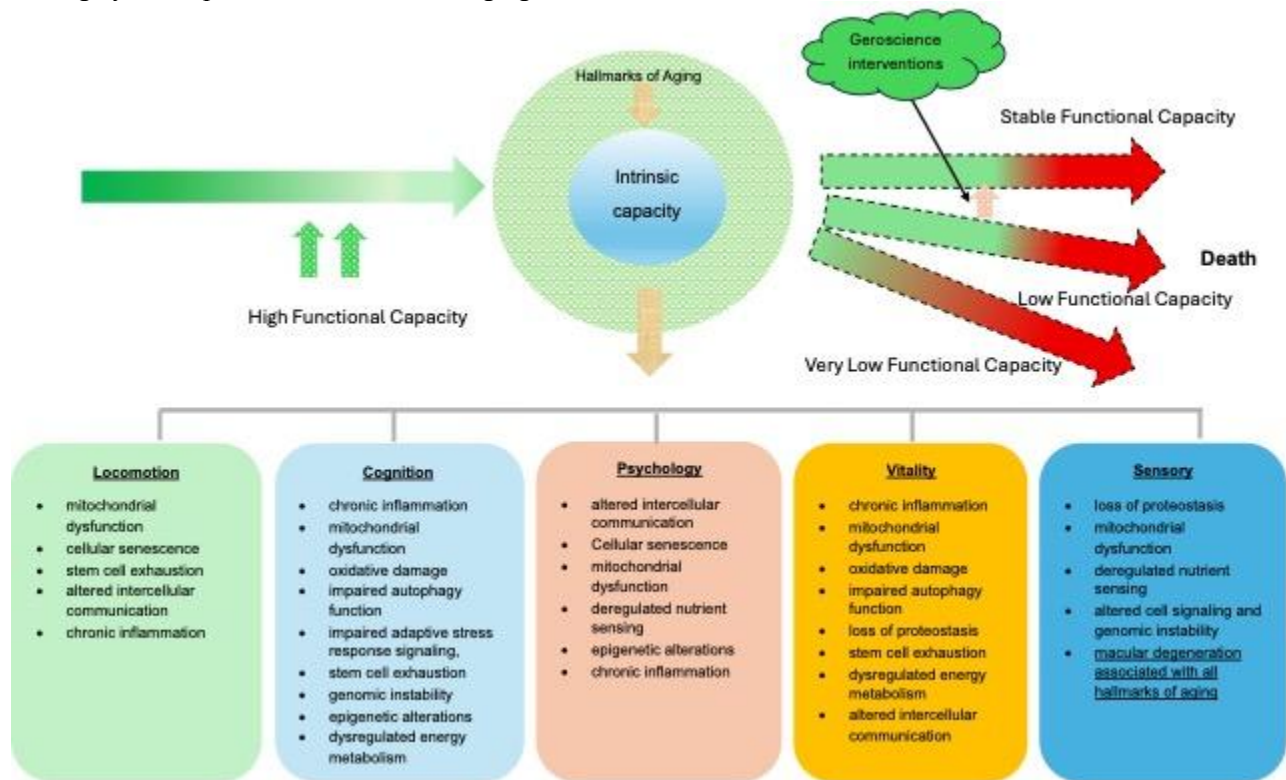 Geroscience
interventions
Hallmarks of Aging
Stable Functional Capacity
Intrinsic
capacity
Death
Low Functional Capacity
High Functional Capacity
Very Low Functional Capacity
Locomotion
• mitochondrial
dysfunction
• cellular senescence
• stem cell exhaustion
• altered intercellular
communication
• chronic inflammation
Cognition
• chronic inflammation
• mitochondrial
dysfunction
• oxidative damage
• impaired autophagy
function
• impaired adaptive stress
response signaling,
• stem cell exhaustion
• genomic instability
• epigenetic alterations
• dysregulated energy
metabolism
Psychology
• altered intercellular
communication
• Cellular senescence
• mitochondrial
dysfunction
• deregulated nutrient
sensing
• epigenetic alterations
• chronic inflammation
Vitality
• chronic inflammation
• mitochondrial
dysfunction
• oxidative damage
• impaired autophagy
function
• loss of proteostasis
• stem cell exhaustion
• dysregulated energy
metabolism
• altered intercellular
communication
Sensory
• loss of proteostasis
• mitochondrial
dysfunction
• deregulated nutrient
sensing
• altered cell signaling and
genomic instability
• macular degeneration
associated with all
hallmarks of aging